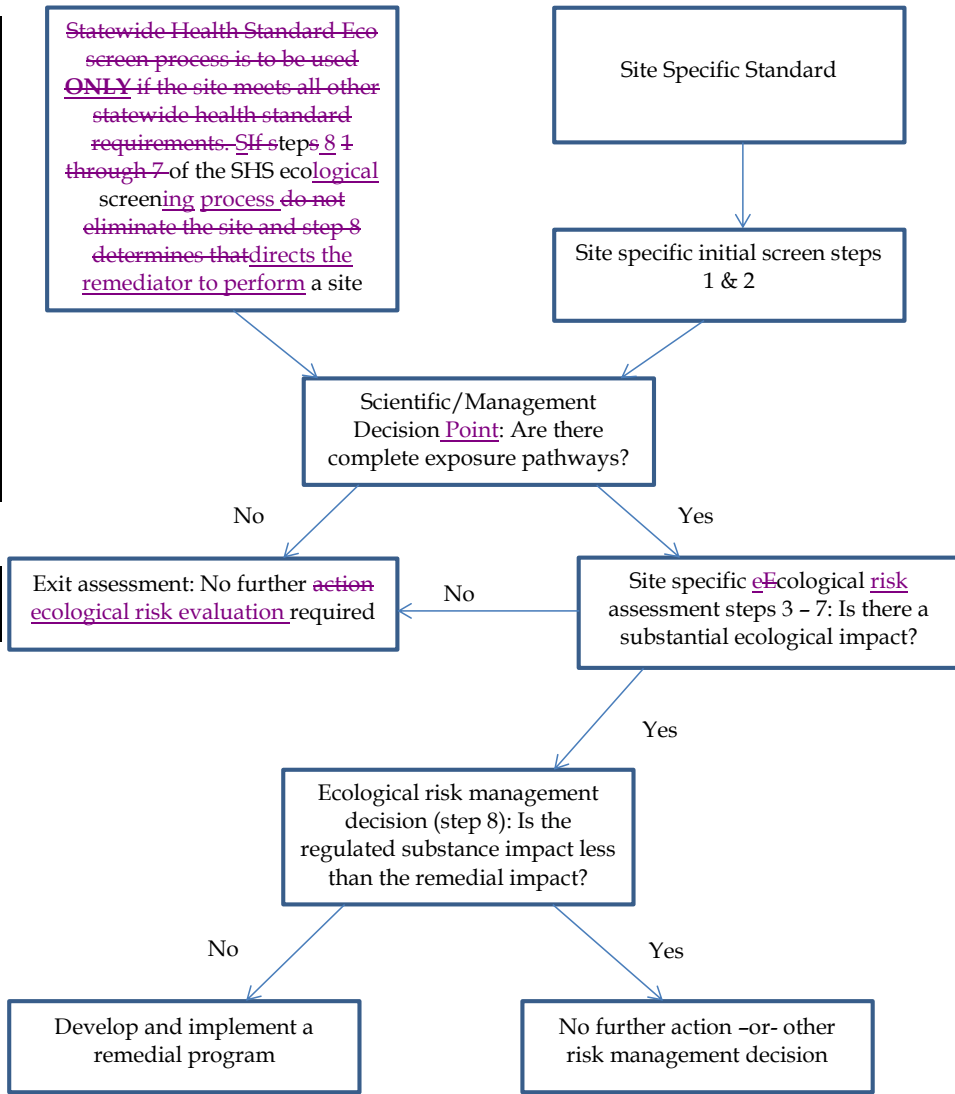 Statewide Health Standard Eco
screen process is to be used
ONLY if the site meets all other
statewide health standard
requirements. SIf steps 8 1
through 7 of the SHS ecological
screening process do not
eliminate the site and step 8
determines thatdirects the
remediator to perform a site
Site Specific Standard
Site specific initial screen steps
1 & 2
Scientific/Management
Decision Point: Are there
complete exposure pathways?
No
Yes
Exit assessment: No further action
ecological risk evaluation required
No
Site specific eEcological risk
assessment steps 3 – 7: Is there a
substantial ecological impact?
Yes
Ecological risk management
decision (step 8): Is the
regulated substance impact less
than the remedial impact?
No
Yes
Develop and implement a
remedial program
No further action –or- other
risk management decision